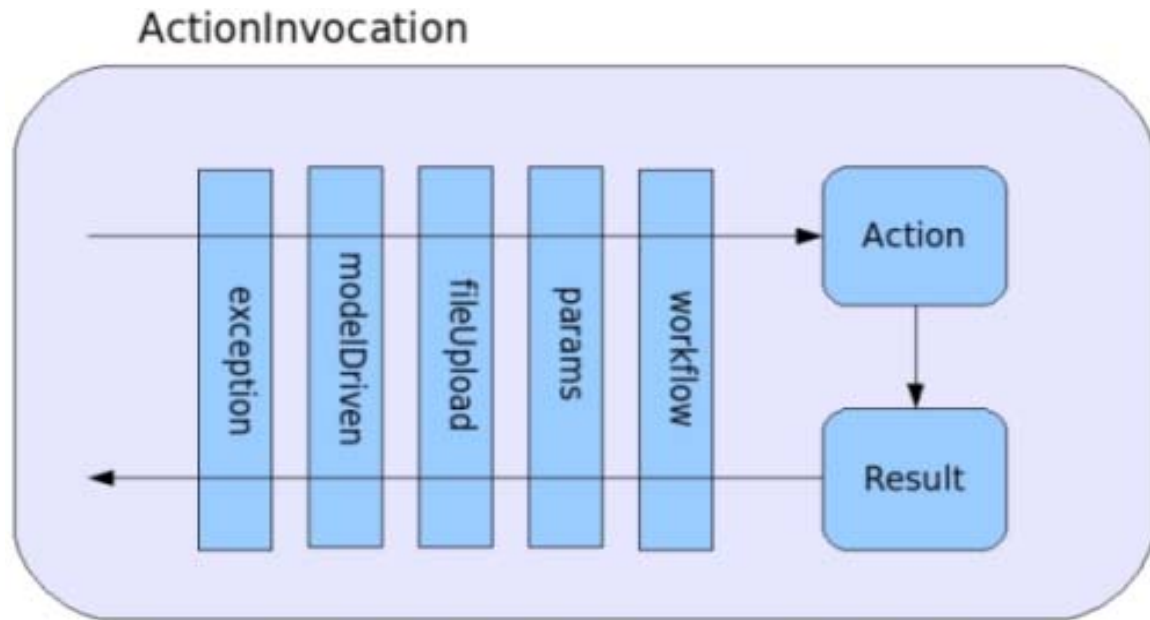 ActionInvocation
exception
modelDriven
fileUpload
params
workflow
Action
Result